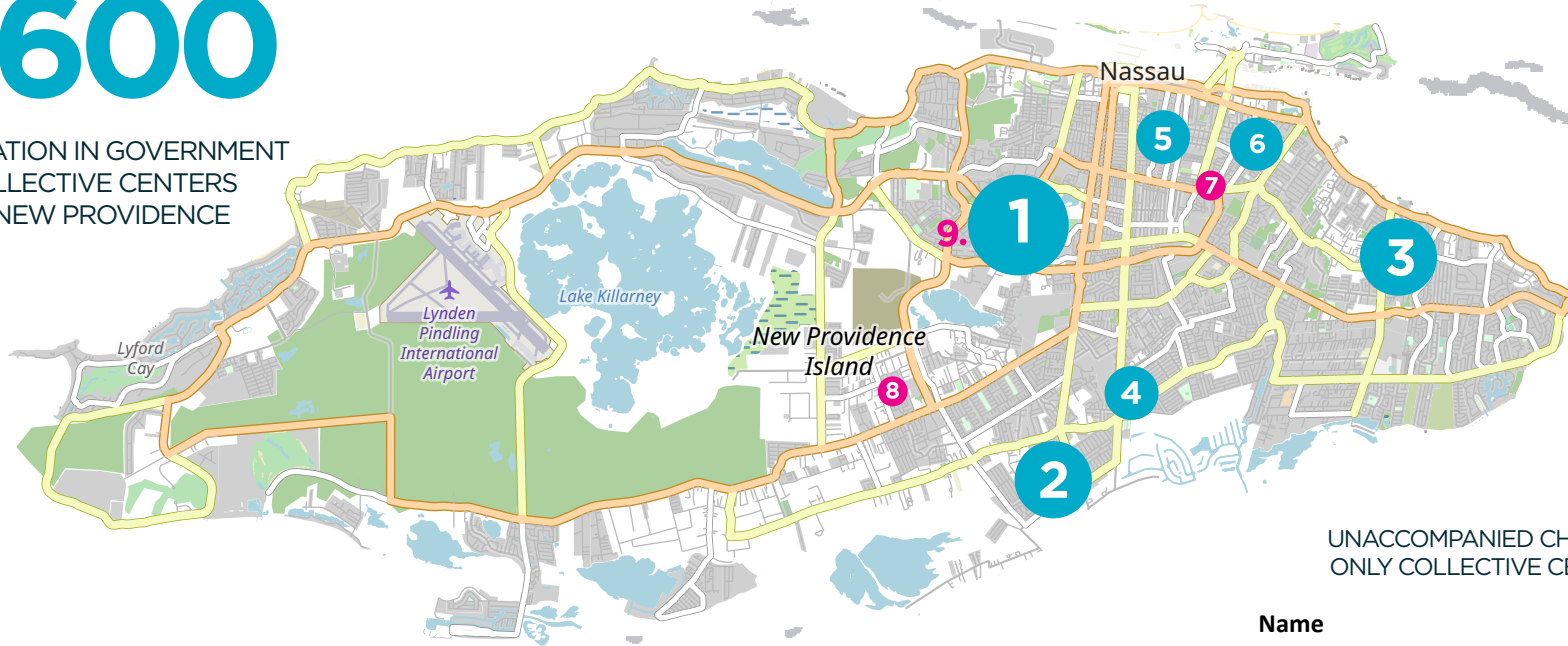 600
ATION IN GOVERNMENT
LLECTIVE CENTERS
NEW PROVIDENCE
Nassau
5
6
7
1
9.
3
Lake Killarney
Lynden
Pindling
International
Airport
New Providence
Island
Lyford
Cay
8
4
2
UNACCOMPANIED CH
ONLY COLLECTIVE CE
Name